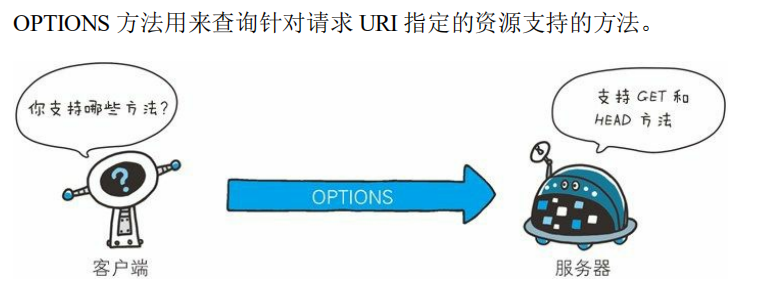 OPTIONS 方法用来查询针对请求 URI 指定的资源支持的方法。
你支持哪些方法?
支持 GET 和
HEAD 方法
OPTIONS
客户端
服务器